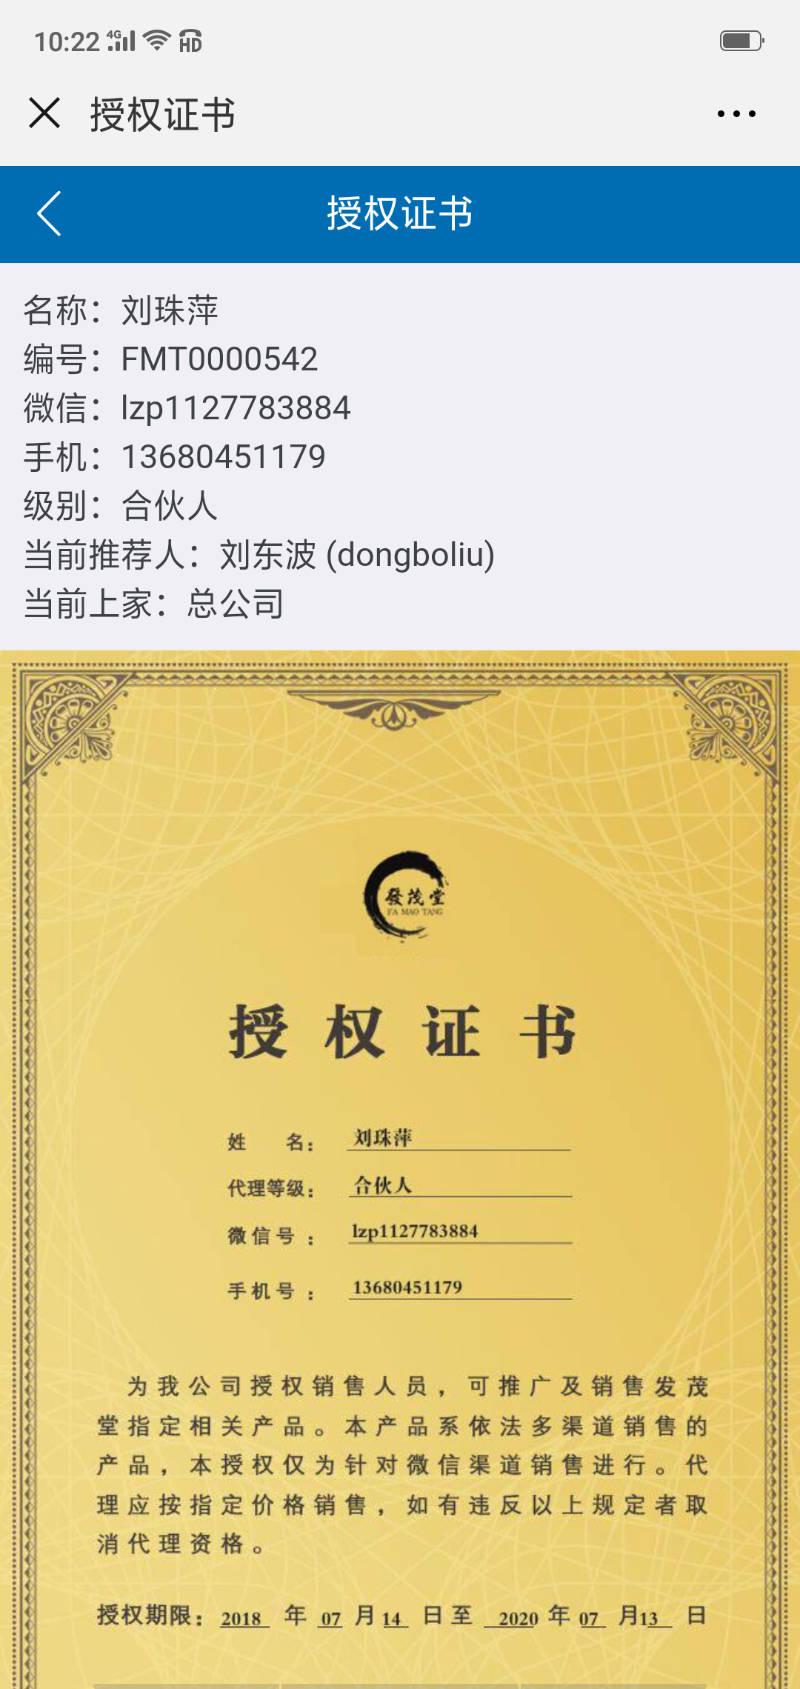 10:22 4G HD
授权证书
授权证书
名称：刘珠萍
编号：FMT0000542
微信：lzp1127783884
手机：13680451179
级别：合伙人
当前推荐人：刘东波 (dongboliu)
当前上家：总公司
發茂堂
FA MAO TANG
授权证书
姓名：刘珠萍
代理等级：合伙人
微信号：lzp1127783884
手机号：13680451179
为我公司授权销售人员，可推广及销售发茂
堂指定相关产品。本产品系依法多渠道销售的
产品，本授权仅为针对微信渠道销售进行。代
理应按指定价格销售，如有违反以上规定者取
消代理资格。
授权期限：2018 年 07 月 14 日至 2020 年 07 月 13 日